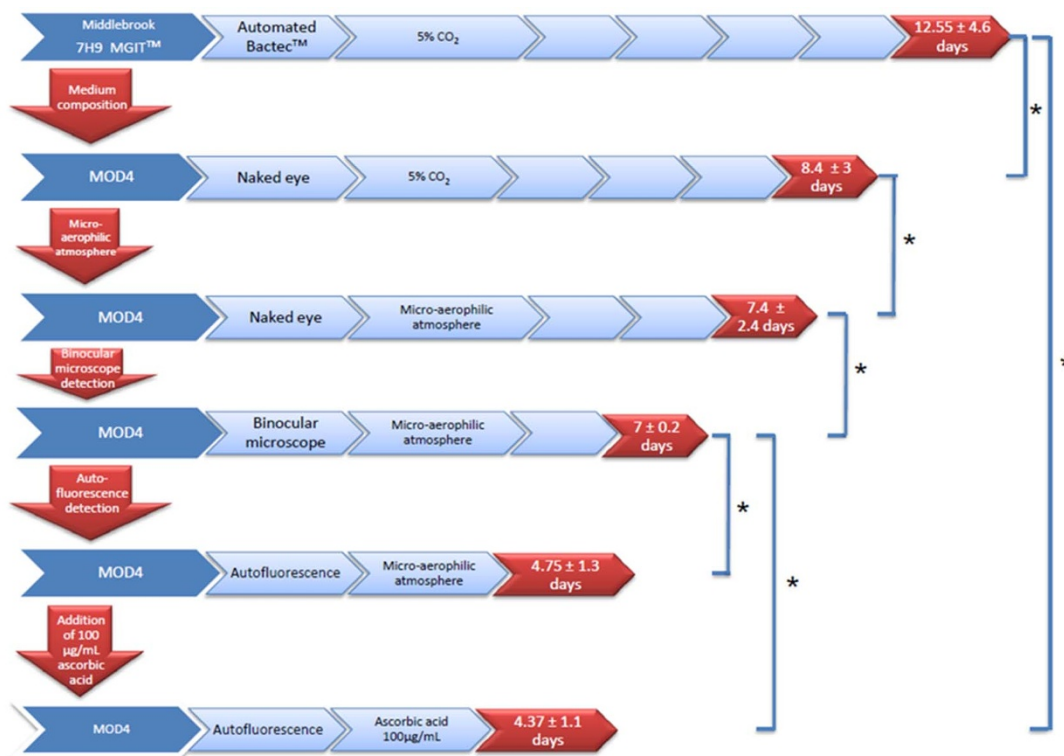 Middlebrook
7H9 MGIT™
Automated
Bactec™
5% CO₂
12.55 ± 4.6
days
Medium
composition
*
MOD4
Naked eye
5% CO₂
8.4 ± 3
days
Micro-
aerophilic
atmosphere
*
MOD4
Naked eye
Micro-aerophilic
atmosphere
7.4 ±
2.4 days
Binocular
microscope
detection
*
*
MOD4
Binocular
microscope
Micro-aerophilic
atmosphere
7 ± 0.2
days
Auto-
fluorescence
detection
*
MOD4
Autofluorescence
Micro-aerophilic
atmosphere
4.75 ± 1.3
days
*
Addition
of 100
µg/mL
ascorbic
acid
MOD4
Autofluorescence
Ascorbic acid
100µg/mL
4.37 ± 1.1
days